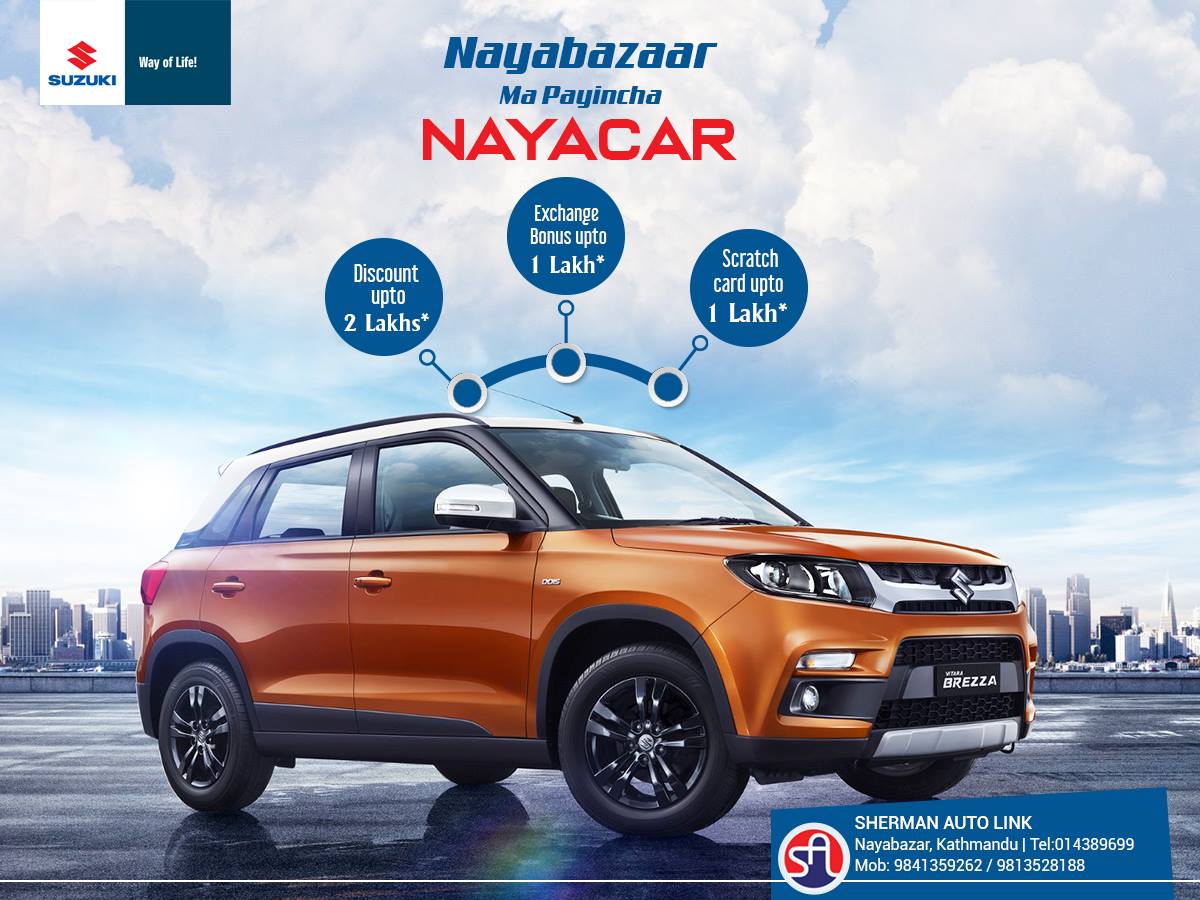 SUZUKI
Way of Life!
Nayabazaar
Ma Payincha
NAYACAR
Discount
upto
2 Lakhs*
Exchange
Bonus upto
1 Lakh*
Scratch
card upto
1 Lakh*
DDiS
VITARA
BREZZA
SA
SHERMAN AUTO LINK
Nayabazar, Kathmandu | Tel:014389699
Mob: 9841359262 / 9813528188